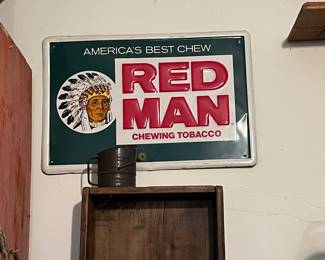 AMERICA'S BEST CHEW
RED
MAN
CHEWING TOBACCO